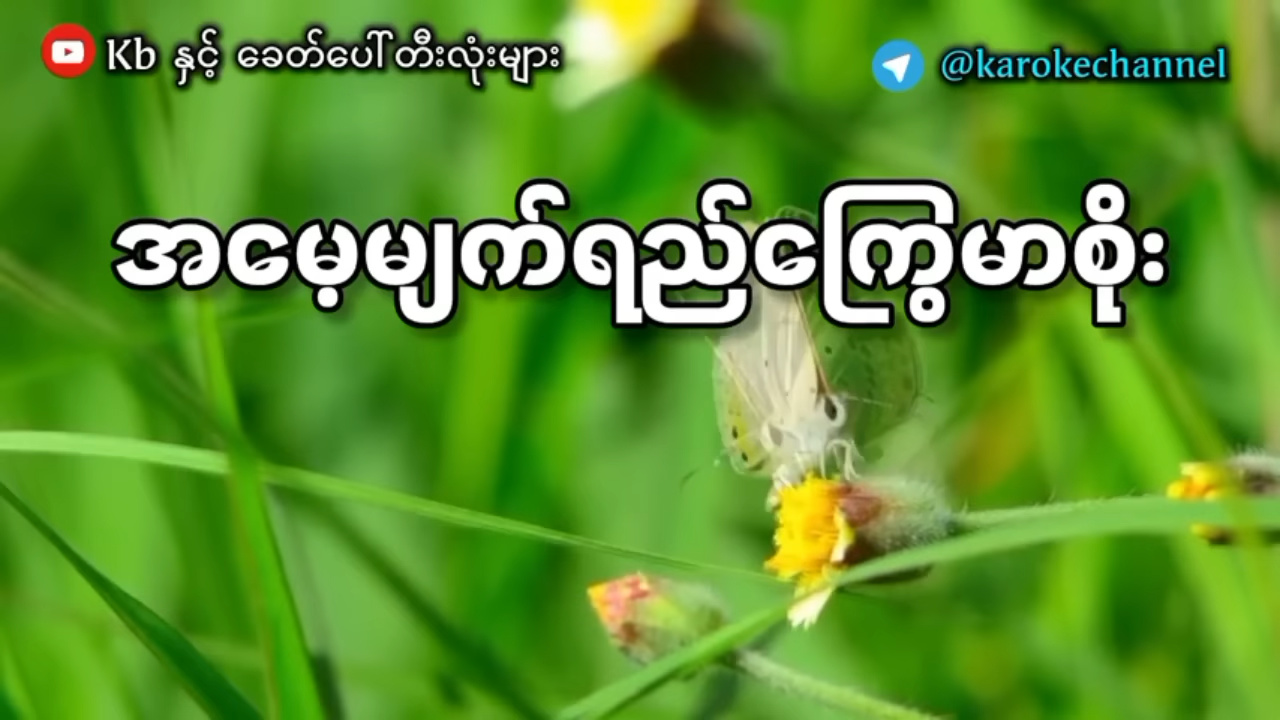 Kb နှင့် ခေတ်ပေါ်တီးလုံးများ
@karokechannel
အမေ့မျက်ရည်ကြွေမာစိုး